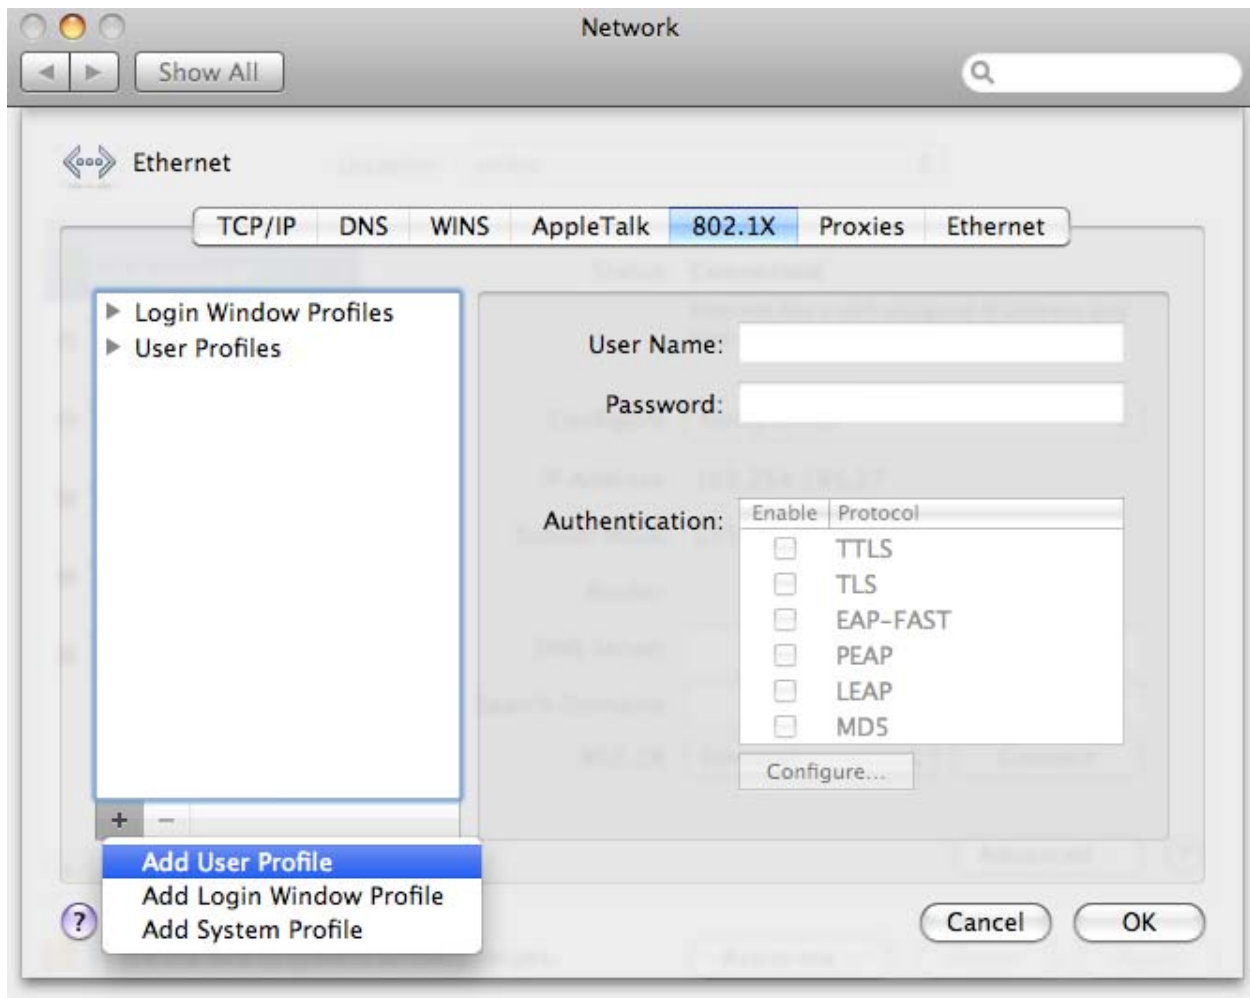 Network
Show All
Ethernet
TCP/IP DNS WINS AppleTalk 802.1X Proxies Ethernet
Login Window Profiles
User Profiles
User Name:
Password:
Authentication:
Enable Protocol
TTLS
TLS
EAP-FAST
PEAP
LEAP
MD5
Configure...
+ −
Add User Profile
Add Login Window Profile
Add System Profile
?
Cancel OK